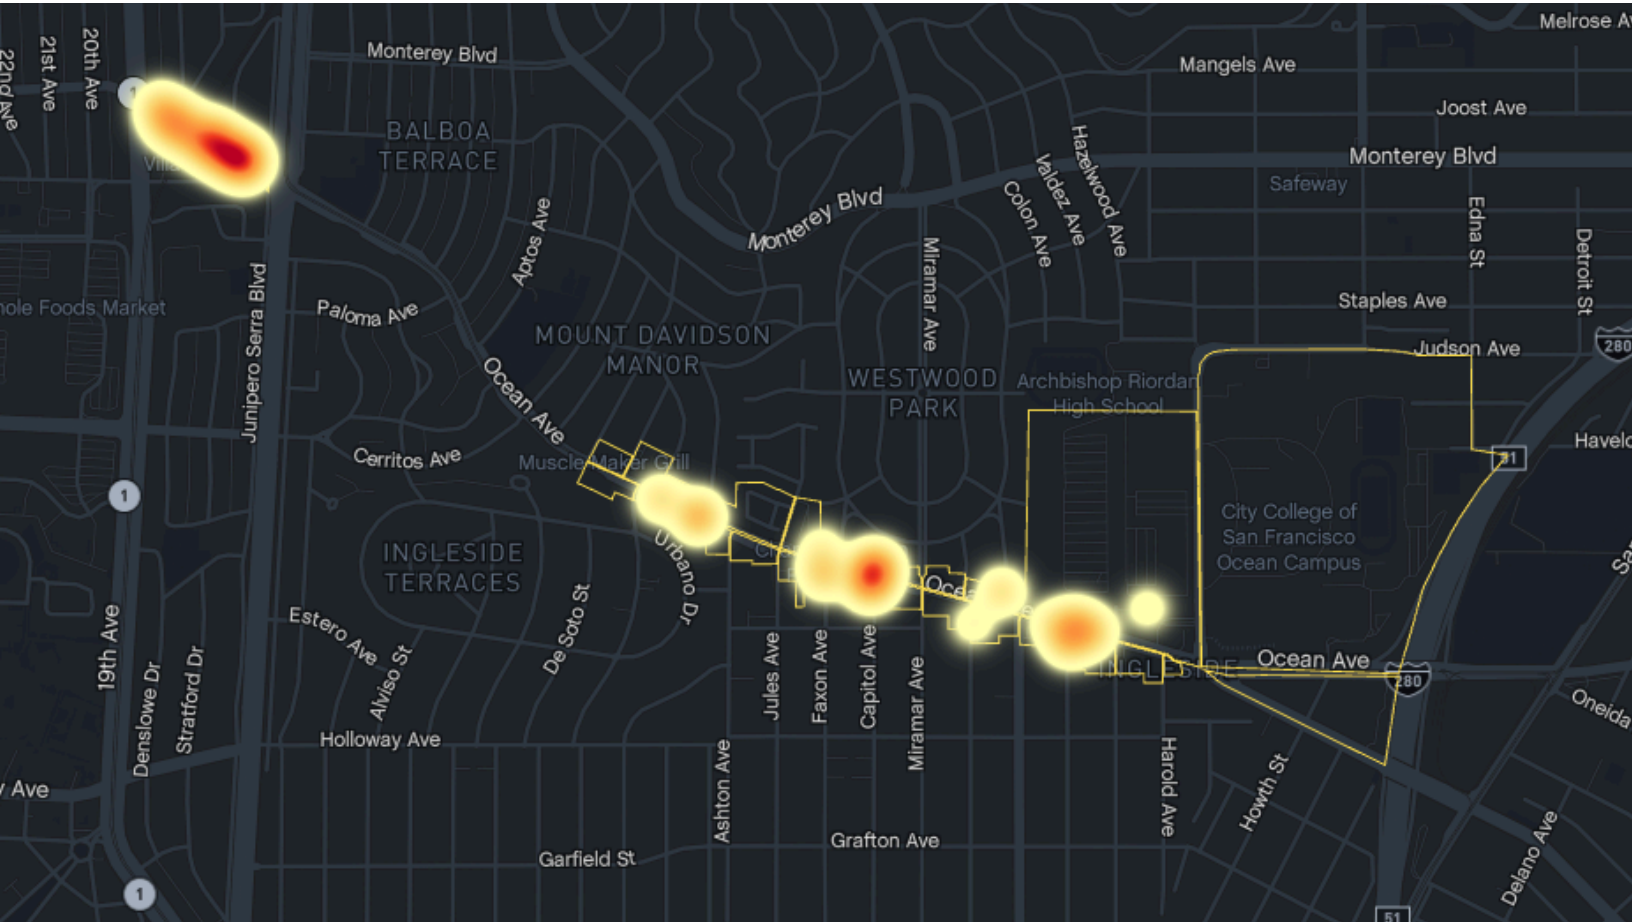 Melrose Av
22nd Ave
21st Ave
20th Ave
Monterey Blvd
Mangels Ave
1
Joost Ave
BALBOA
TERRACE
Hazelwood Ave
Valdez Ave
Colon Ave
Monterey Blvd
Safeway
Monterey Blvd
Aptos Ave
Edna St
Detroit St
Miramar Ave
Junipero Serra Blvd
ole Foods Market
Paloma Ave
Staples Ave
MOUNT DAVIDSON
MANOR
Judson Ave
280
Ocean Ave
WESTWOOD
PARK
Archbishop Riordan
High School
Havelo
Cerritos Ave
Muscle Maker Grill
31
1
City College of
San Francisco
Ocean Campus
INGLESIDE
TERRACES
Urbano Dr
Ocea
e
De Soto St
Estero Ave
Alviso St
19th Ave
Denslowe Dr
Stratford Dr
Jules Ave
Faxon Ave
Capitol Ave
Miramar Ave
INGLESIDE
Ocean Ave
280
Oneida
Holloway Ave
Ashton Ave
Harold Ave
Howth St
y Ave
Grafton Ave
Garfield St
Delano Ave
1
51